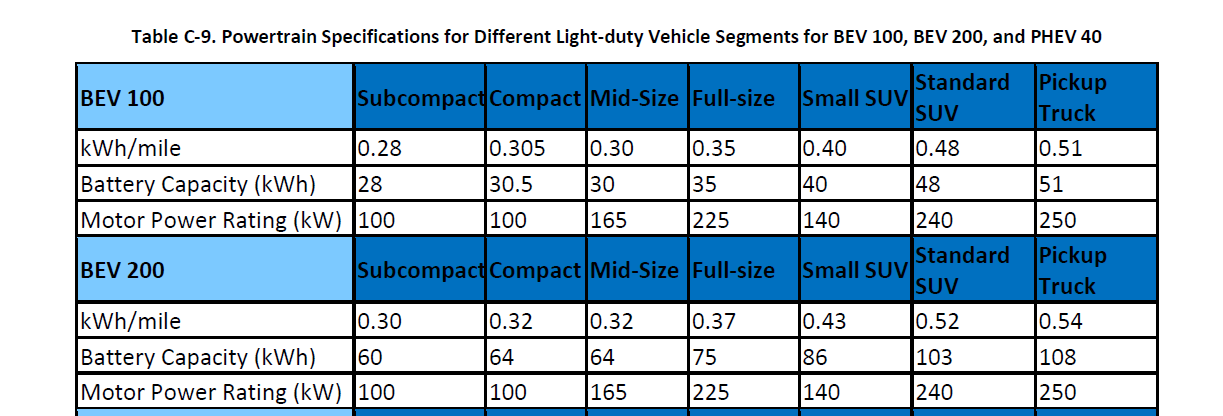 Table C-9. Powertrain Specifications for Different Light-duty Vehicle Segments for BEV 100, BEV 200, and PHEV 40
BEV 100 Subcompact Compact Mid-Size Full-size Small SUV Standard SUV Pickup Truck
kWh/mile 0.28 0.305 0.30 0.35 0.40 0.48 0.51
Battery Capacity (kWh) 28 30.5 30 35 40 48 51
Motor Power Rating (kW) 100 100 165 225 140 240 250
BEV 200 Subcompact Compact Mid-Size Full-size Small SUV Standard SUV Pickup Truck
kWh/mile 0.30 0.32 0.32 0.37 0.43 0.52 0.54
Battery Capacity (kWh) 60 64 64 75 86 103 108
Motor Power Rating (kW) 100 100 165 225 140 240 250